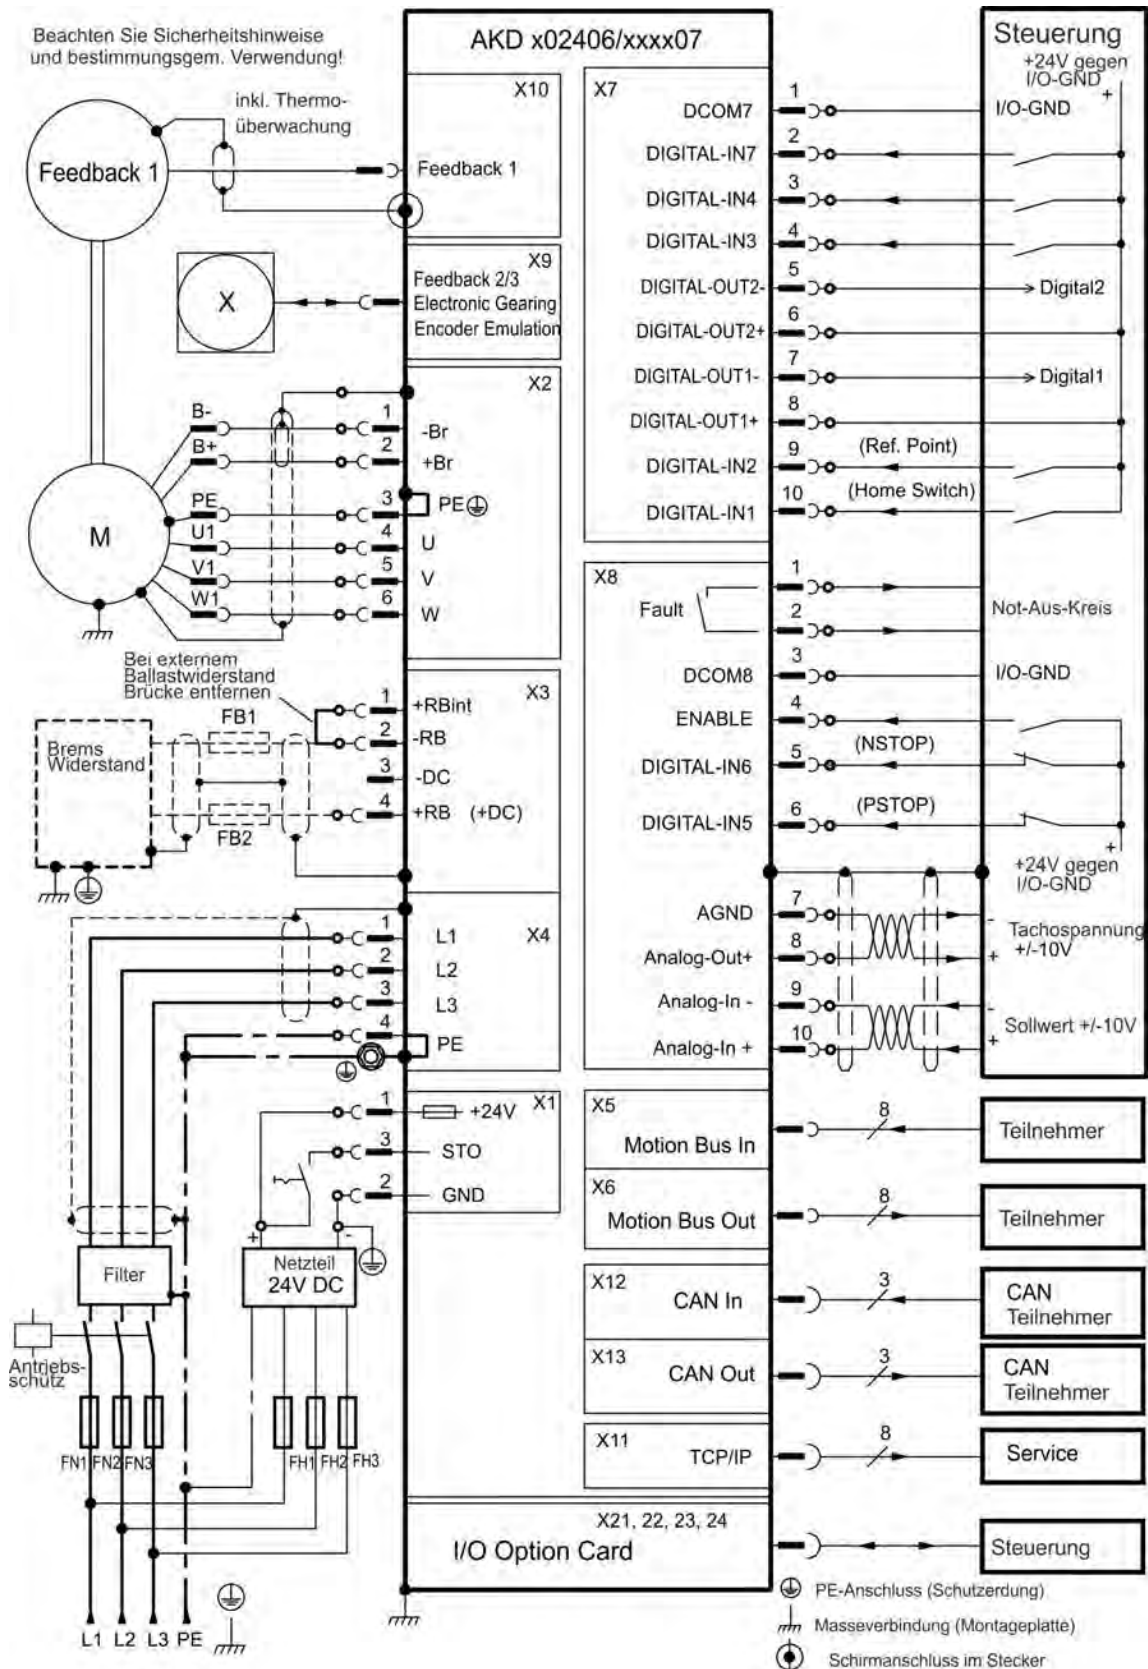 Beachten Sie Sicherheitshinweise
und bestimmungsgem. Verwendung!
inkl. Thermo-
überwachung
Feedback 1
X
M
B-
B+
PE
U1
V1
W1
Bei externem
Ballastwiderstand
Brücke entfernen
FB1
Brems
Widerstand
FB2
AKD x02406/xxxx07
X10
Feedback 1
X9
Feedback 2/3
Electronic Gearing
Encoder Emulation
X2
1
-Br
2
+Br
3
PE
4
U
5
V
6
W
X3
1
+RBint
2
-RB
3
-DC
4
+RB (+DC)
X4
1
L1
2
L2
3
L3
4
PE
X1
1
+24V
3
STO
2
GND
+
-
Netzteil
24V DC
Filter
Antriebs-
schütz
FN1
FN2
FN3
FH1
FH2
FH3
L1 L2 L3 PE
X7
DCOM7
1
DIGITAL-IN7
2
DIGITAL-IN4
3
DIGITAL-IN3
4
DIGITAL-OUT2-
5
DIGITAL-OUT2+
6
DIGITAL-OUT1-
7
DIGITAL-OUT1+
8
DIGITAL-IN2
9
(Ref. Point)
DIGITAL-IN1
10
(Home Switch)
X8
Fault
1
2
DCOM8
3
ENABLE
4
DIGITAL-IN6
5
(NSTOP)
DIGITAL-IN5
6
(PSTOP)
AGND
7
Analog-Out+
8
Analog-In -
9
Analog-In +
10
X5
Motion Bus In
8
X6
Motion Bus Out
8
X12
CAN In
3
X13
CAN Out
3
X11
TCP/IP
8
X21, 22, 23, 24
I/O Option Card
Steuerung
+24V gegen
I/O-GND
+
I/O-GND
Digital2
Digital1
Not-Aus-Kreis
I/O-GND
+
+24V gegen
I/O-GND
-
Tachospannung
+/-10V
+
-
Sollwert +/-10V
+
Teilnehmer
Teilnehmer
CAN
Teilnehmer
CAN
Teilnehmer
Service
Steuerung
PE-Anschluss (Schutzerdung)
Masseverbindung (Montageplatte)
Schirmanschluss im Stecker